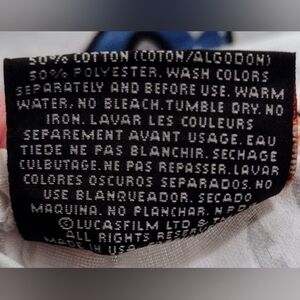 50% COTTON (COTON/ALGODON)
50% POLYESTER. WASH COLORS
SEPARATELY AND BEFORE USE. WARM
WATER. NO BLEACH. TUMBLE DRY. NO
IRON. LAVAR LES COULEURS
SEPAREMENT AVANT USAGE. EAU
TIEDE NE PAS BLANCHIR. SECHAGE
CULBUTAGE. NE PAS REPASSER. LAVAR
COLORES OSCUROS SEPARADOS. NO
USE BLANQUEADOR. SECADO
MAQUINA. NO PLANCHAR.
©LUCASFILM LTD &
ALL RIGHTS
MADE IN USA